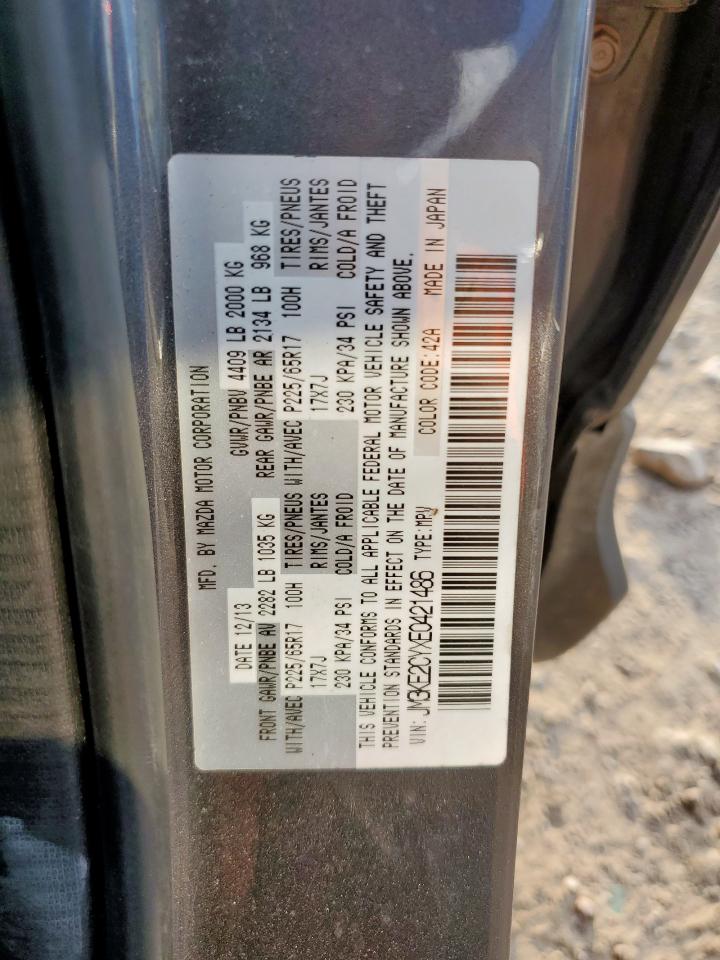 MFD. BY MAZDA MOTOR CORPORATION
DATE 12/13 GVWR/PNBV 4409 LB 2000 KG
FRONT GAWR/PNBE AV 2282 LB 1035 KG REAR GAWR/PNBE AR 2134 LB 968 KG
WITH/AVEC P225/65R17 100H TIRES/PNEUS WITH/AVEC P225/65R17 100H TIRES/PNEUS
17X7J RIMS/JANTES 17X7J RIMS/JANTES
230 KPA/34 PSI COLD/A FROID 230 KPA/34 PSI COLD/A FROID
THIS VEHICLE CONFORMS TO ALL APPLICABLE FEDERAL MOTOR VEHICLE SAFETY AND THEFT
PREVENTION STANDARDS IN EFFECT ON THE DATE OF MANUFACTURE SHOWN ABOVE.
VIN: JM3KE2CYXE0421486 TYPE:MPV COLOR CODE:42A MADE IN JAPAN